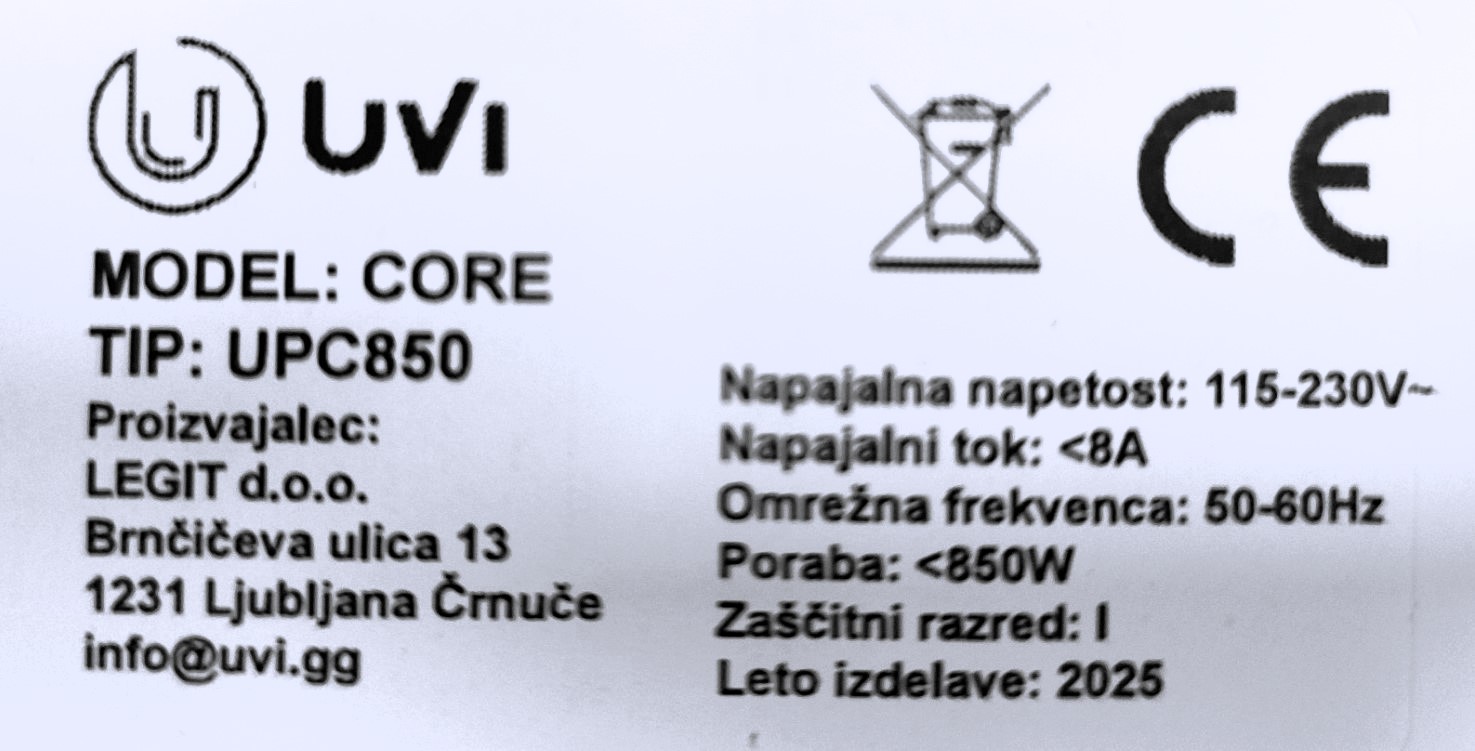 UVI
CE
MODEL: CORE
TIP: UPC850
Proizvajalec:
LEGIT d.o.o.
Brnčičeva ulica 13
1231 Ljubljana Črnuče
info@uvi.gg
Napajalna napetost: 115-230V~
Napajalni tok: <8A
Omrežna frekvenca: 50-60Hz
Poraba: <850W
Zaščitni razred: I
Leto izdelave: 2025